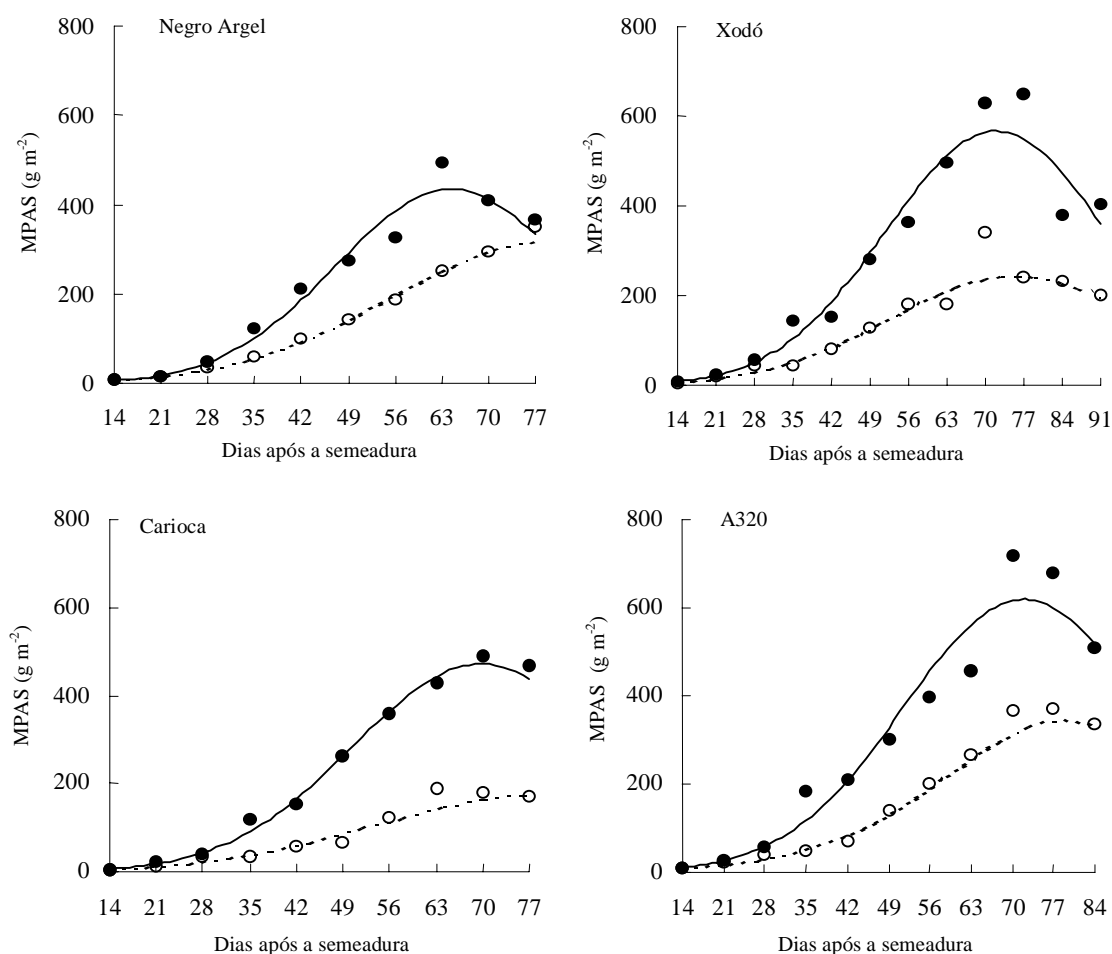 Negro Argel
800
600
400
200
0
MPAS (g m-2)
14 21 28 35 42 49 56 63 70 77
Dias após a semeadura
Xodó
800
600
400
200
0
MPAS (g m-2)
14 21 28 35 42 49 56 63 70 77 84 91
Dias após a semeadura
Carioca
800
600
400
200
0
MPAS (g m-2)
14 21 28 35 42 49 56 63 70 77
Dias após a semeadura
A320
800
600
400
200
0
MPAS (g m-2)
14 21 28 35 42 49 56 63 70 77 84
Dias após a semeadura